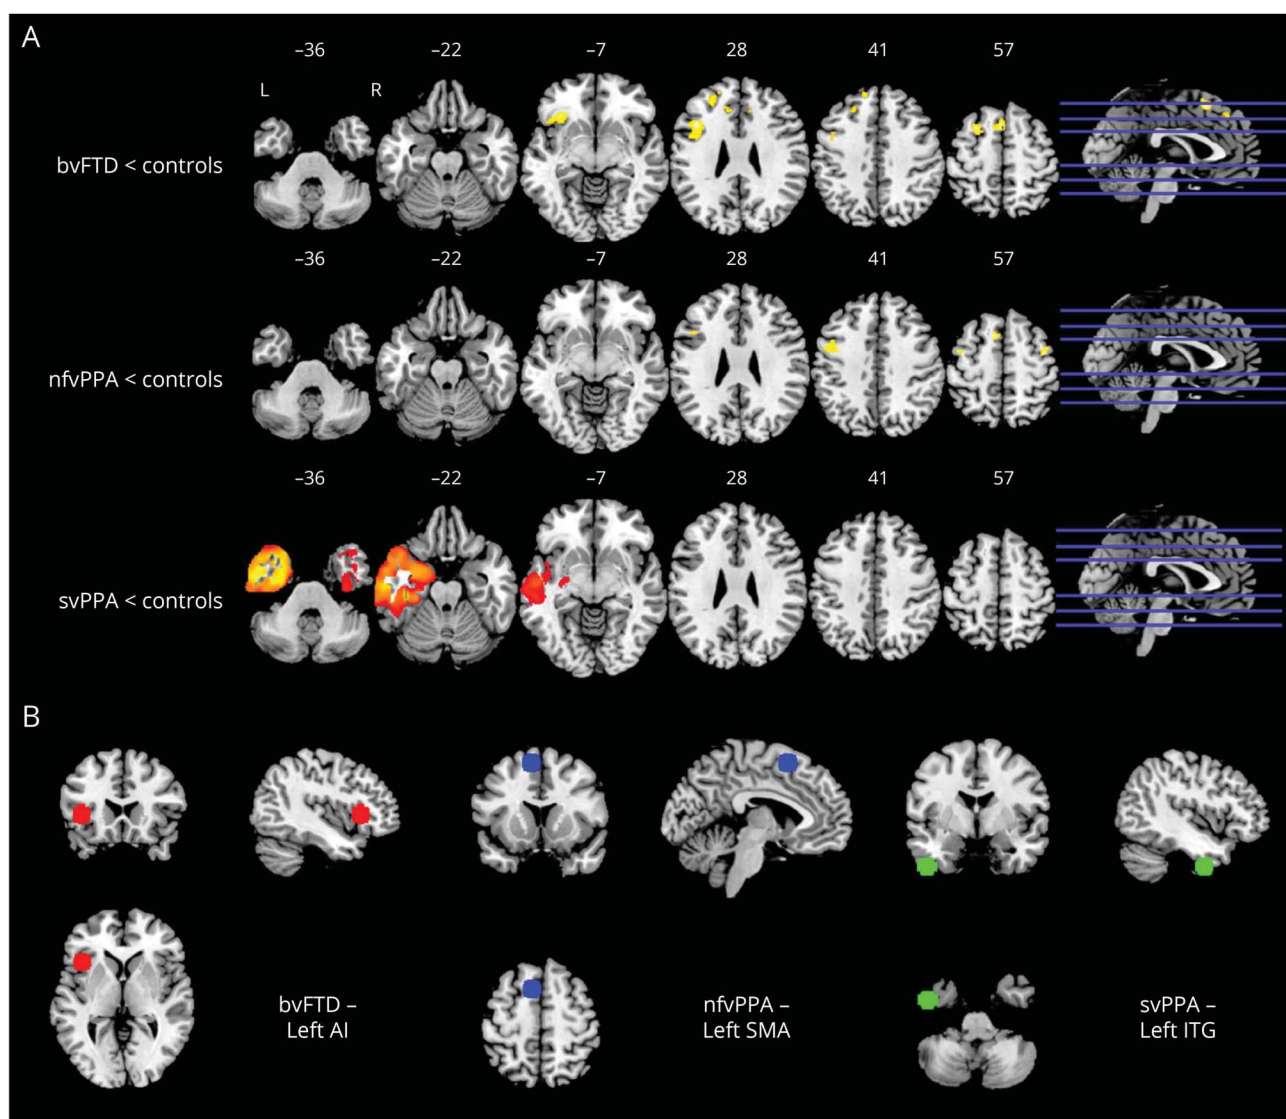 A
–36 –22 –7 28 41 57
L R
bvFTD < controls
–36 –22 –7 28 41 57
nfvPPA < controls
–36 –22 –7 28 41 57
svPPA < controls
B
bvFTD –
Left AI
nfvPPA –
Left SMA
svPPA –
Left ITG